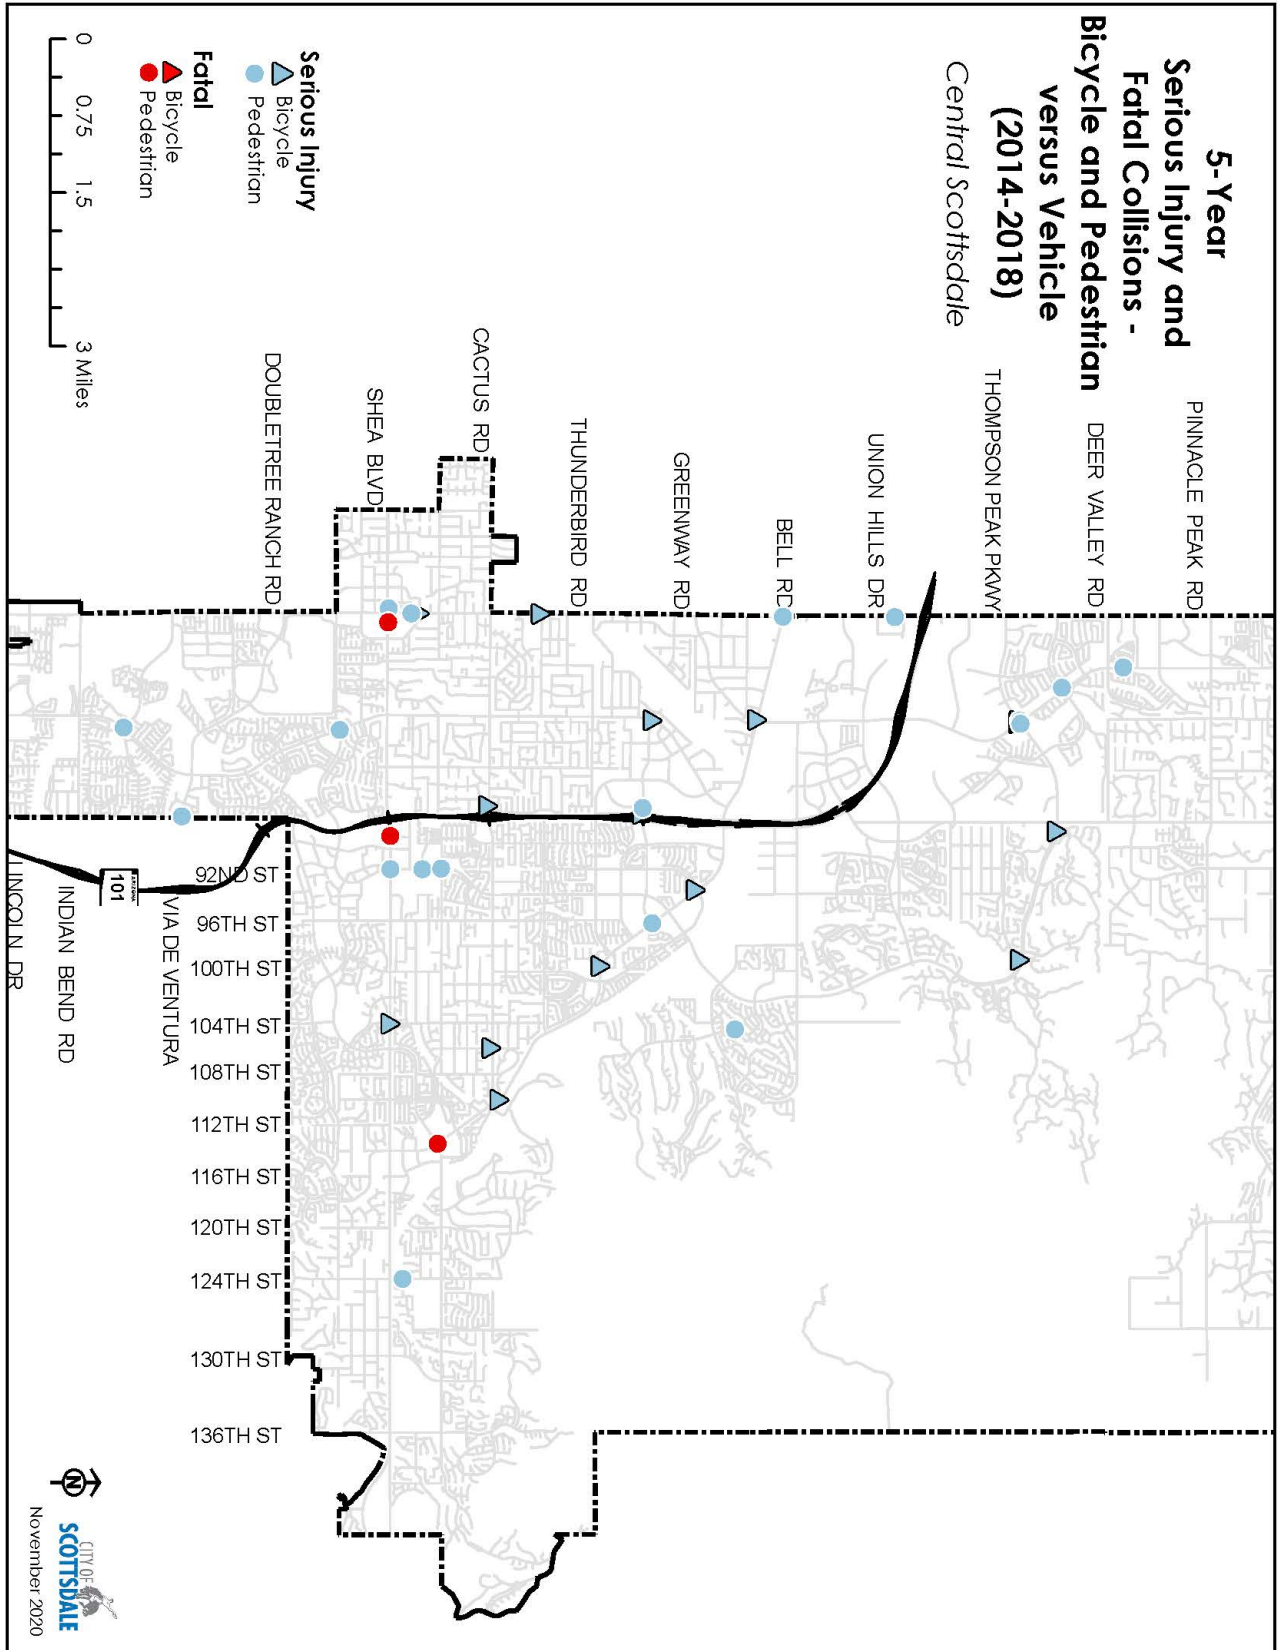 5-Year
Serious Injury and
Fatal Collisions -
Bicycle and Pedestrian
versus Vehicle
(2014-2018)
Central Scottsdale
PINNACLE PEAK RD
DEER VALLEY RD
THOMPSON PEAK PKWY
UNION HILLS DR
BELL RD
GREENWAY RD
THUNDERBIRD RD
CACTUS RD
SHEA BLVD
DOUBLETREE RANCH RD
VIA DE VENTURA
INDIAN BEND RD
LINCOLN DR
ARIZONA
101
92ND ST
96TH ST
100TH ST
104TH ST
108TH ST
112TH ST
116TH ST
120TH ST
124TH ST
130TH ST
136TH ST
Serious Injury
Bicycle
Pedestrian
Fatal
Bicycle
Pedestrian
0 0.75 1.5 3 Miles
N
CITY OF
SCOTTSDALE
November 2020